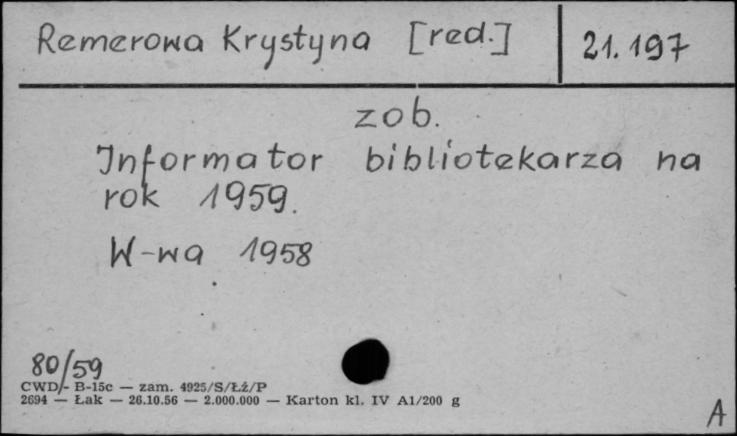 Remerowa Krystyna [red.] 21.197
zob.
Informator bibliotekarza na
rok 1959.
W-wa 1958
80/59
CWD/- B-15c — zam. 4925/S/Łż/P
2694 — Łak — 26.10.56 — 2.000.000 — Karton kl. IV A1/200 g
A